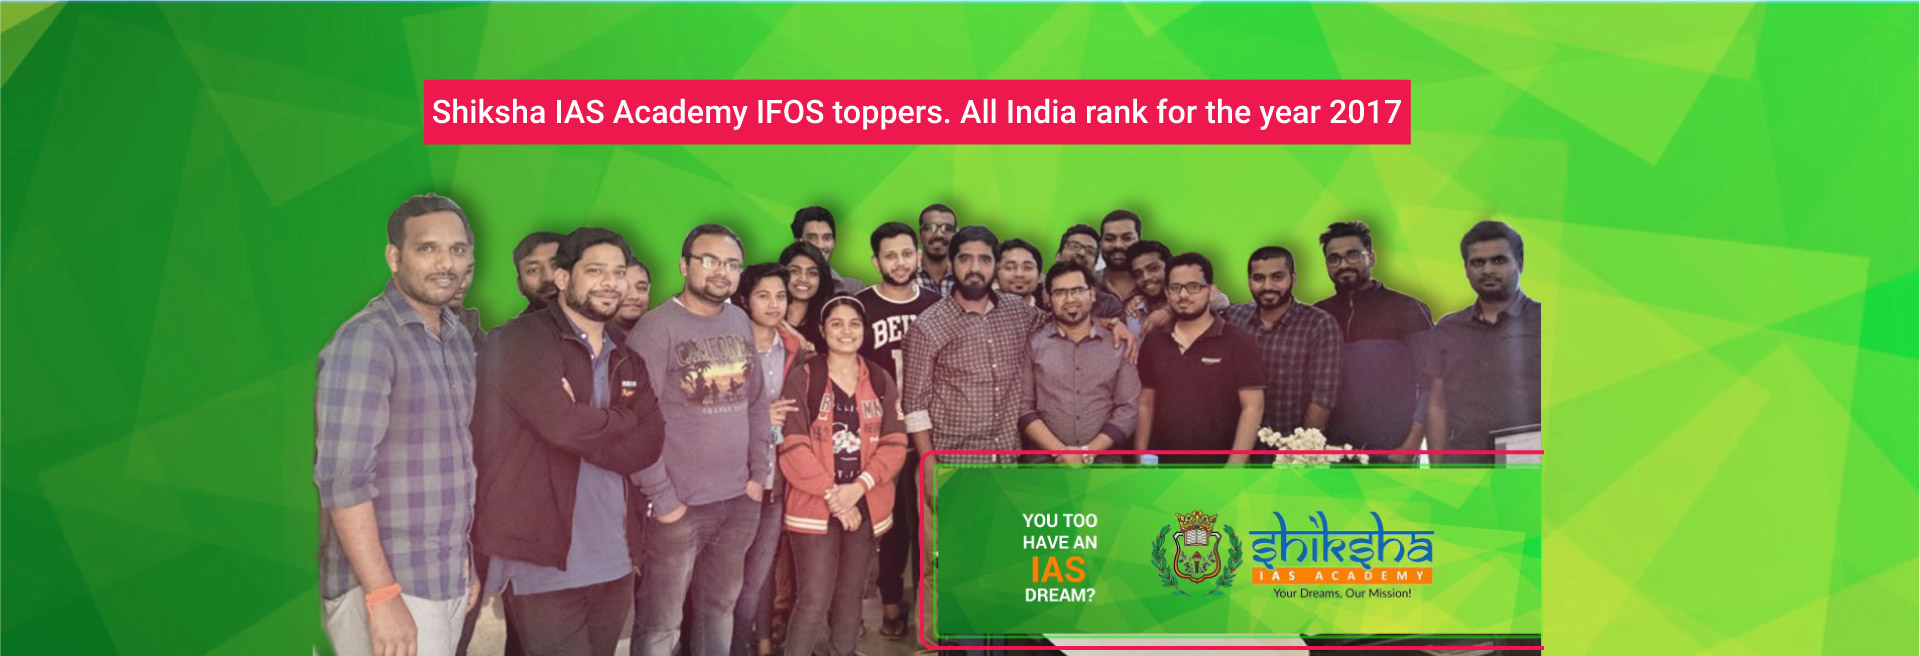 Shiksha IAS Academy IFOS toppers. All India rank for the year 2017
CALIFORNIA
YOU TOO
HAVE AN
IAS
DREAM?
shiksha
IAS ACADEMY
Your Dreams, Our Mission!